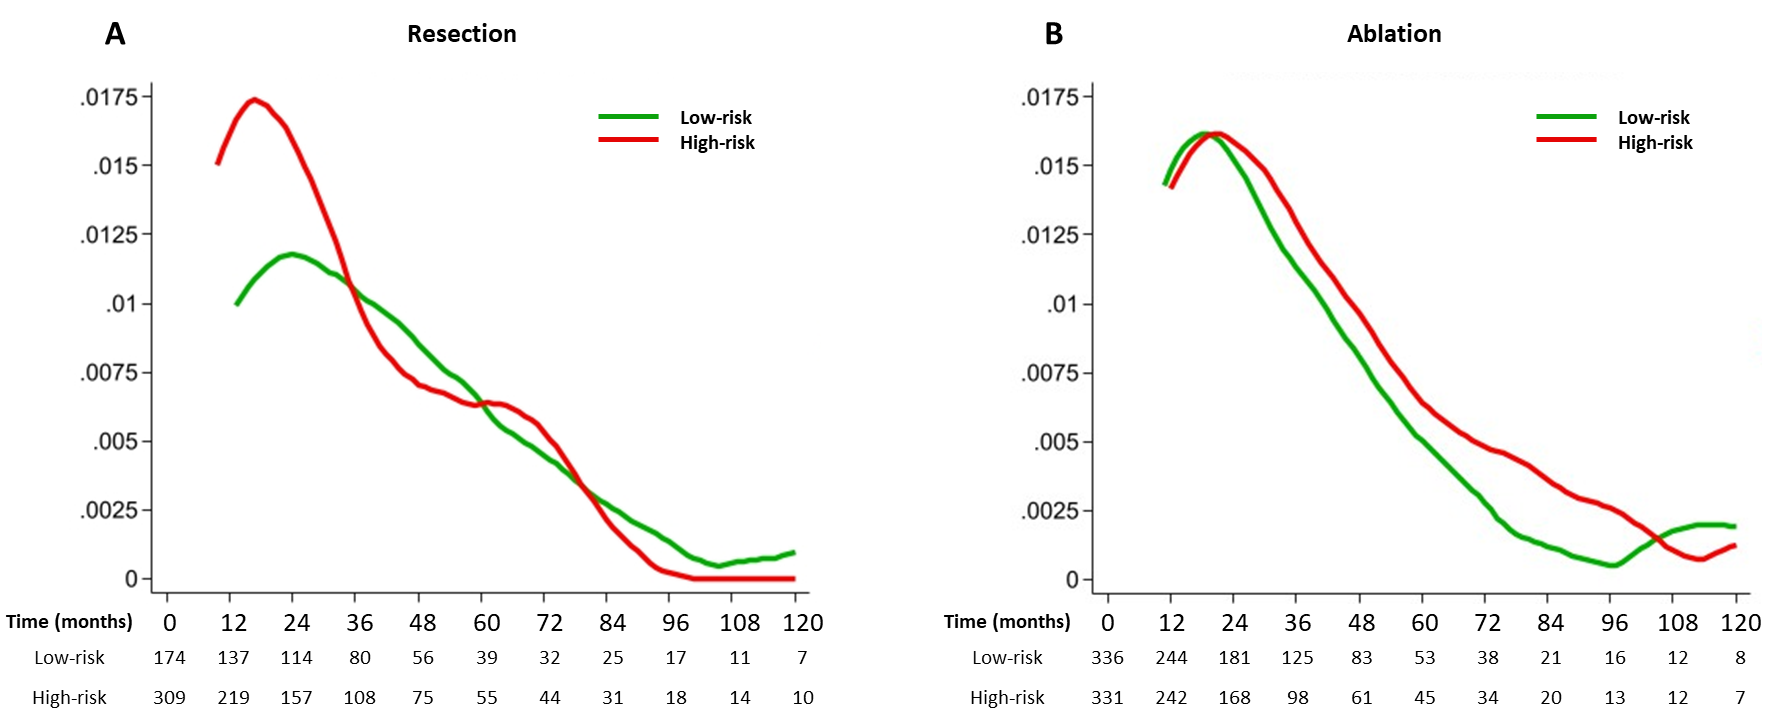 A
Resection
.0175
.015
.0125
.01
.0075
.005
.0025
0
Low-risk
High-risk
Time (months) 0 12 24 36 48 60 72 84 96 108 120
Low-risk 174 137 114 80 56 39 32 25 17 11 7
High-risk 309 219 157 108 75 55 44 31 18 14 10
B
Ablation
.0175
.015
.0125
.01
.0075
.005
.0025
0
Low-risk
High-risk
Time (months) 0 12 24 36 48 60 72 84 96 108 120
Low-risk 336 244 181 125 83 53 38 21 16 12 8
High-risk 331 242 168 98 61 45 34 20 13 12 7